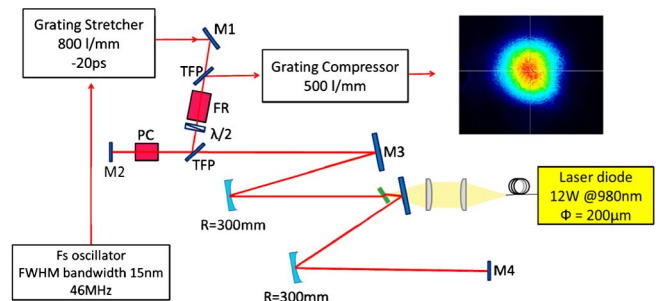 Grating Stretcher
800 l/mm
-20ps
M1
TFP
FR
λ/2
Grating Compressor
500 l/mm
PC
M2
TFP
M3
R=300mm
Laser diode
12W @980nm
Φ = 200μm
Fs oscillator
FWHM bandwidth 15nm
46MHz
M4
R=300mm